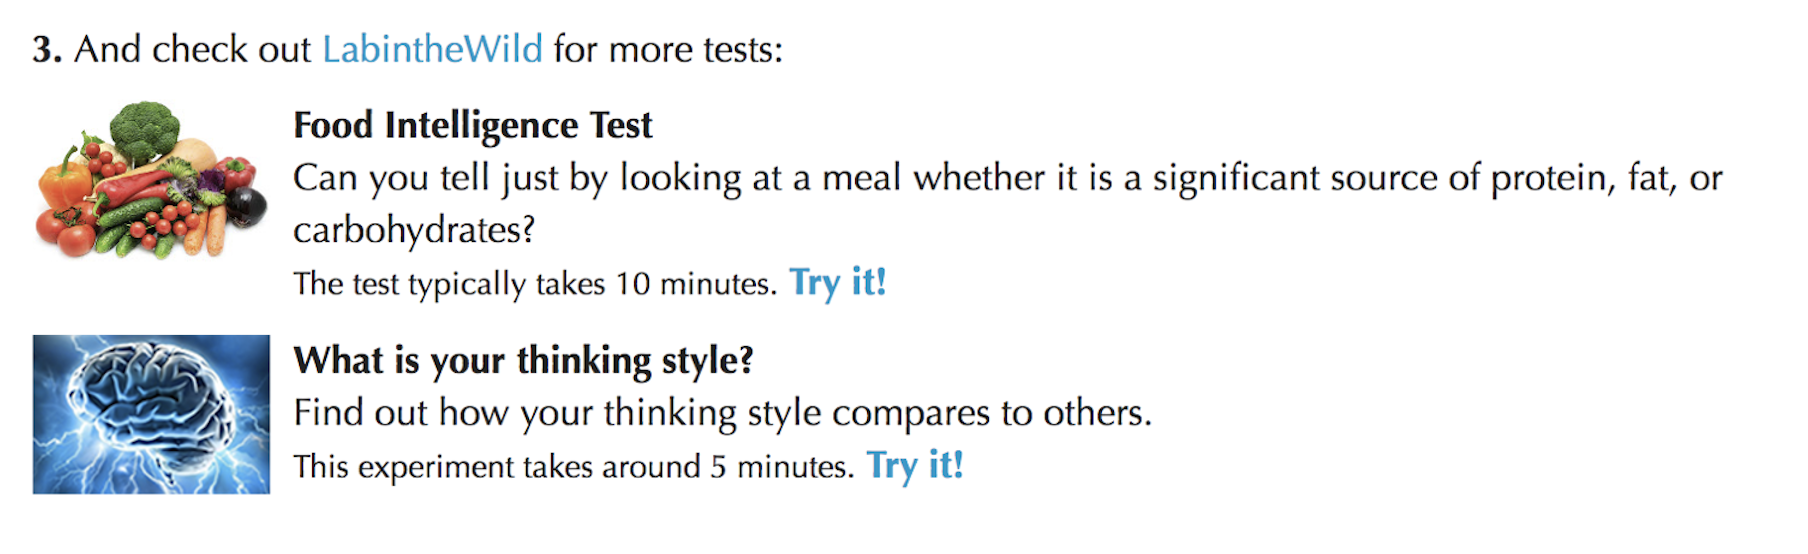 3. And check out LabintheWild for more tests:
Food Intelligence Test
Can you tell just by looking at a meal whether it is a significant source of protein, fat, or
carbohydrates?
The test typically takes 10 minutes. Try it!
What is your thinking style?
Find out how your thinking style compares to others.
This experiment takes around 5 minutes. Try it!